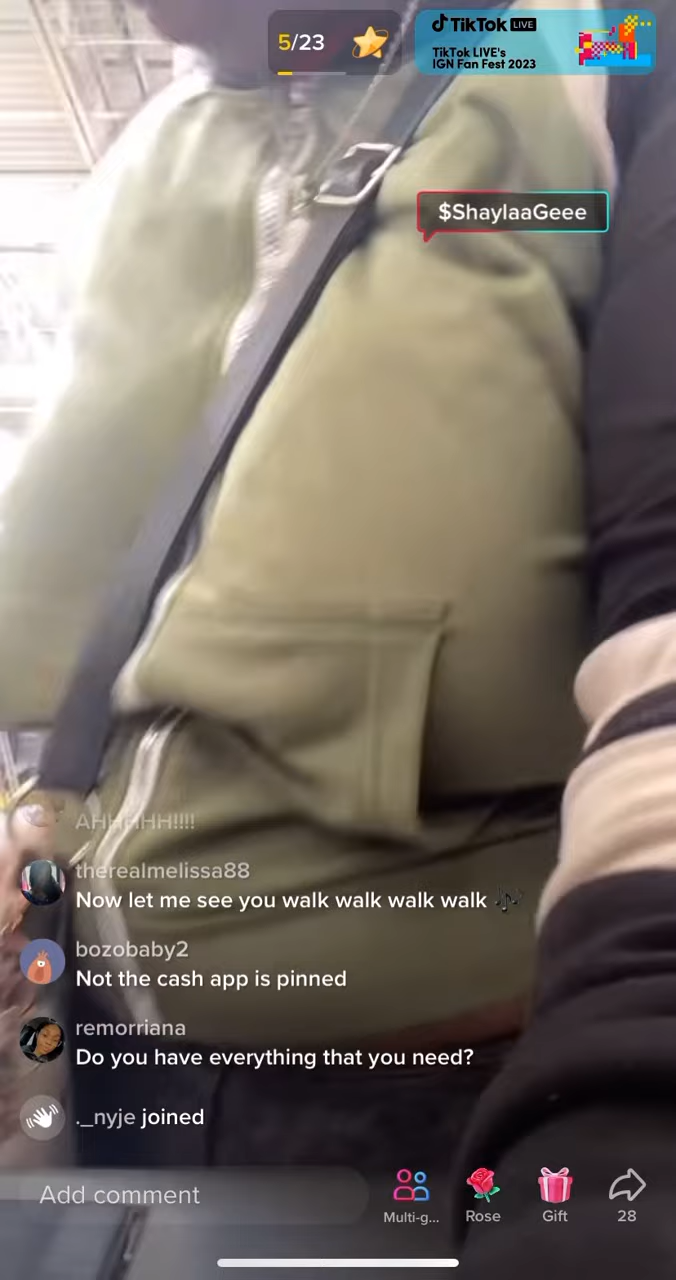 5/23
TikTok LIVE
TikTok LIVE's
IGN Fan Fest 2023
$ShaylaaGeee
AHHHHH!!!!
therealmelissa88
Now let me see you walk walk walk walk 🎶
bozobaby2
Not the cash app is pinned
remorriana
Do you have everything that you need?
._nyje joined
Add comment
Multi-g...
Rose
Gift
28